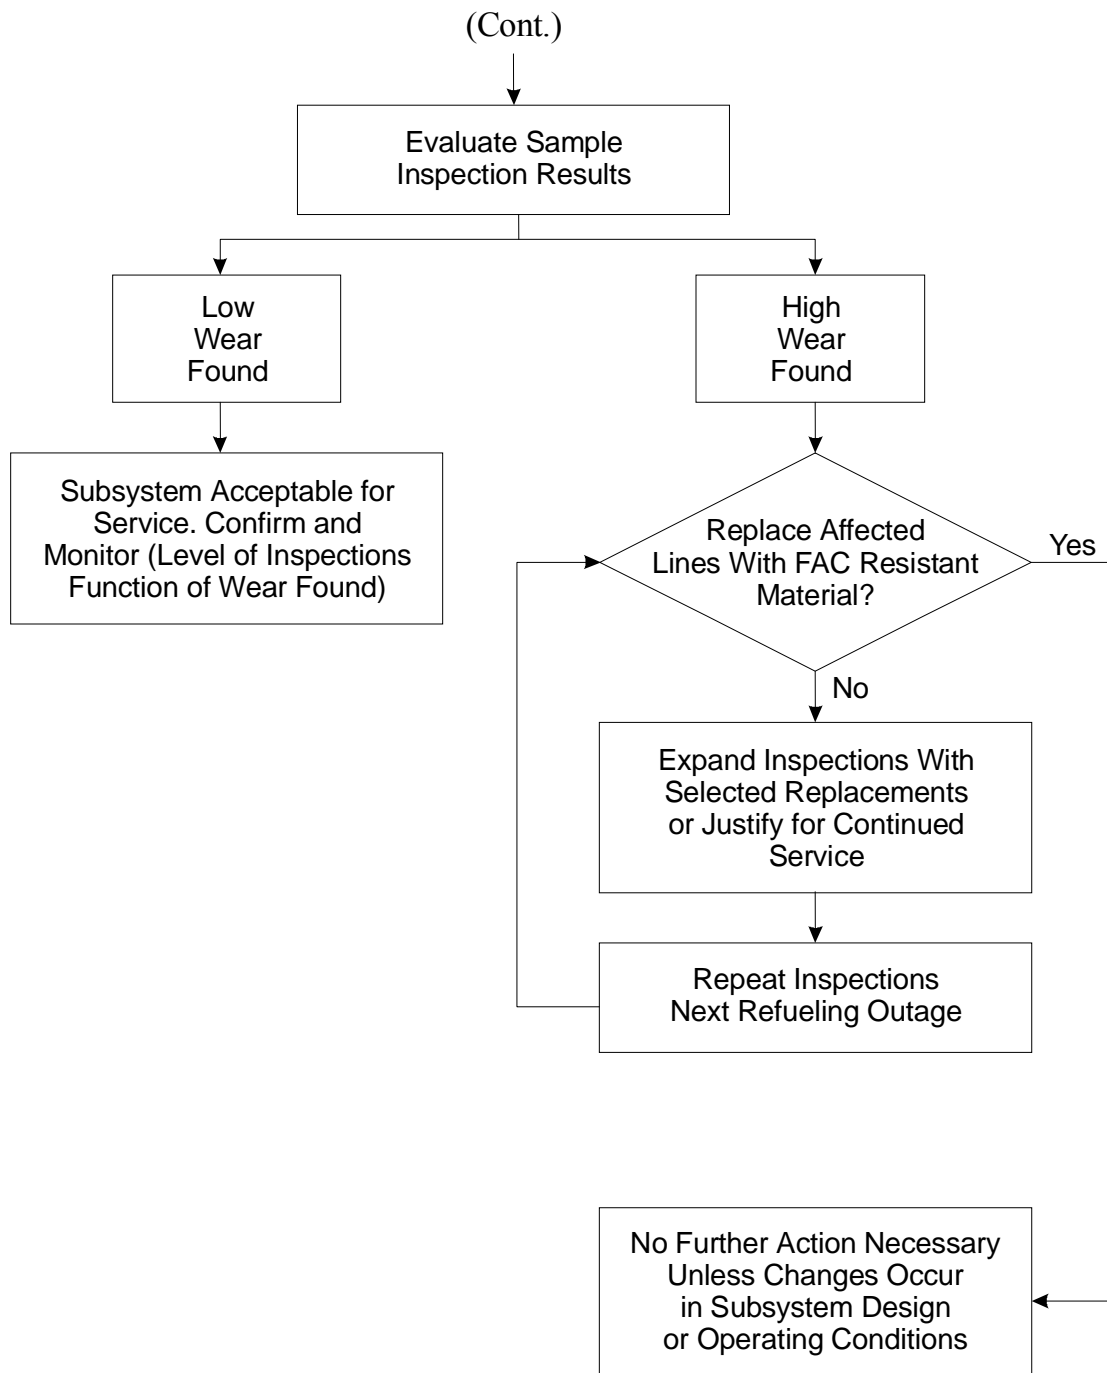 (Cont.)
Evaluate Sample
Inspection Results
Low
Wear
Found
High
Wear
Found
Subsystem Acceptable for
Service. Confirm and
Monitor (Level of Inspections
Function of Wear Found)
Replace Affected
Lines With FAC Resistant
Material?
Yes
No
Expand Inspections With
Selected Replacements
or Justify for Continued
Service
Repeat Inspections
Next Refueling Outage
No Further Action Necessary
Unless Changes Occur
in Subsystem Design
or Operating Conditions